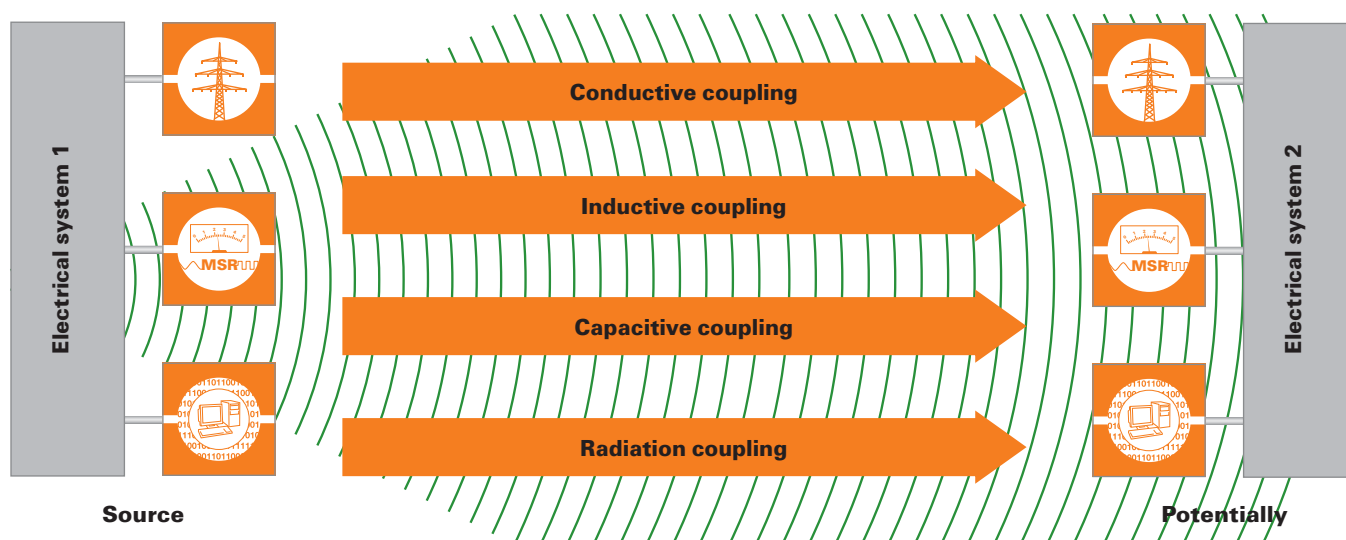 Electrical system 1
MSR
Conductive coupling
Inductive coupling
Capacitive coupling
Radiation coupling
MSR
Electrical system 2
Source
Potentially